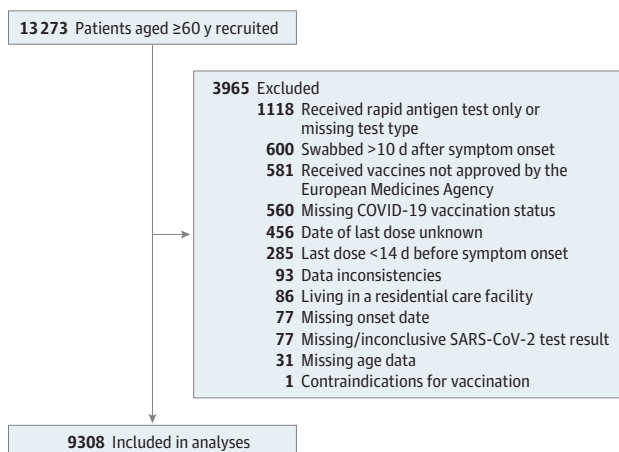 13273 Patients aged ≥60 y recruited
3965 Excluded
1118 Received rapid antigen test only or
missing test type
600 Swabbed >10 d after symptom onset
581 Received vaccines not approved by the
European Medicines Agency
560 Missing COVID-19 vaccination status
456 Date of last dose unknown
285 Last dose <14 d before symptom onset
93 Data inconsistencies
86 Living in a residential care facility
77 Missing onset date
77 Missing/inconclusive SARS-CoV-2 test result
31 Missing age data
1 Contraindications for vaccination
9308 Included in analyses